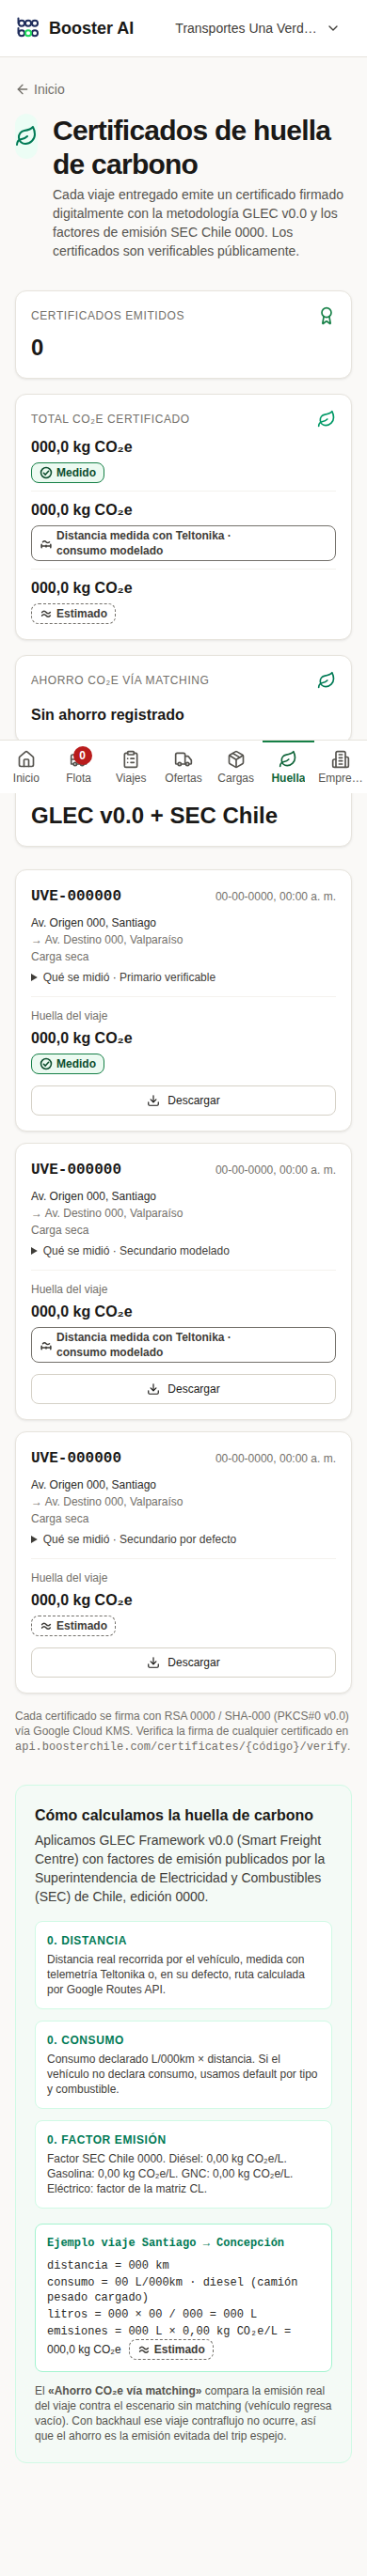 Booster AI
Transportes Una Verd…
Inicio
Certificados de huella
de carbono
Cada viaje entregado emite un certificado firmado
digitalmente con la metodología GLEC v0.0 y los
factores de emisión SEC Chile 0000. Los
certificados son verificables públicamente.
CERTIFICADOS EMITIDOS
0
TOTAL CO₂E CERTIFICADO
000,0 kg CO₂e
Medido
000,0 kg CO₂e
Distancia medida con Teltonika ·
consumo modelado
000,0 kg CO₂e
Estimado
AHORRO CO₂E VÍA MATCHING
Sin ahorro registrado
Inicio
0
Flota
Viajes
Ofertas
Cargas
Huella
Empre…
GLEC v0.0 + SEC Chile
UVE-000000
00-00-0000, 00:00 a. m.
Av. Origen 000, Santiago
→ Av. Destino 000, Valparaíso
Carga seca
Qué se midió · Primario verificable
Huella del viaje
000,0 kg CO₂e
Medido
Descargar
UVE-000000
00-00-0000, 00:00 a. m.
Av. Origen 000, Santiago
→ Av. Destino 000, Valparaíso
Carga seca
Qué se midió · Secundario modelado
Huella del viaje
000,0 kg CO₂e
Distancia medida con Teltonika ·
consumo modelado
Descargar
UVE-000000
00-00-0000, 00:00 a. m.
Av. Origen 000, Santiago
→ Av. Destino 000, Valparaíso
Carga seca
Qué se midió · Secundario por defecto
Huella del viaje
000,0 kg CO₂e
Estimado
Descargar
Cada certificado se firma con RSA 0000 / SHA-000 (PKCS#0 v0.0)
vía Google Cloud KMS. Verifica la firma de cualquier certificado en
api.boosterchile.com/certificates/{código}/verify.
Cómo calculamos la huella de carbono
Aplicamos GLEC Framework v0.0 (Smart Freight
Centre) con factores de emisión publicados por la
Superintendencia de Electricidad y Combustibles
(SEC) de Chile, edición 0000.
0. DISTANCIA
Distancia real recorrida por el vehículo, medida con
telemetría Teltonika o, en su defecto, ruta calculada
por Google Routes API.
0. CONSUMO
Consumo declarado L/000km × distancia. Si el
vehículo no declara consumo, usamos default por tipo
y combustible.
0. FACTOR EMISIÓN
Factor SEC Chile 0000. Diésel: 0,00 kg CO₂e/L.
Gasolina: 0,00 kg CO₂e/L. GNC: 0,00 kg CO₂e/L.
Eléctrico: factor de la matriz CL.
Ejemplo viaje Santiago → Concepción
distancia = 000 km
consumo = 00 L/000km · diesel (camión
pesado cargado)
litros = 000 × 00 / 000 = 000 L
emisiones = 000 L × 0,00 kg CO₂e/L =
000,0 kg CO₂e Estimado
El «Ahorro CO₂e vía matching» compara la emisión real
del viaje contra el escenario sin matching (vehículo regresa
vacío). Con backhaul ese viaje contraflujo no ocurre, así
que el ahorro es la emisión evitada del trip espejo.